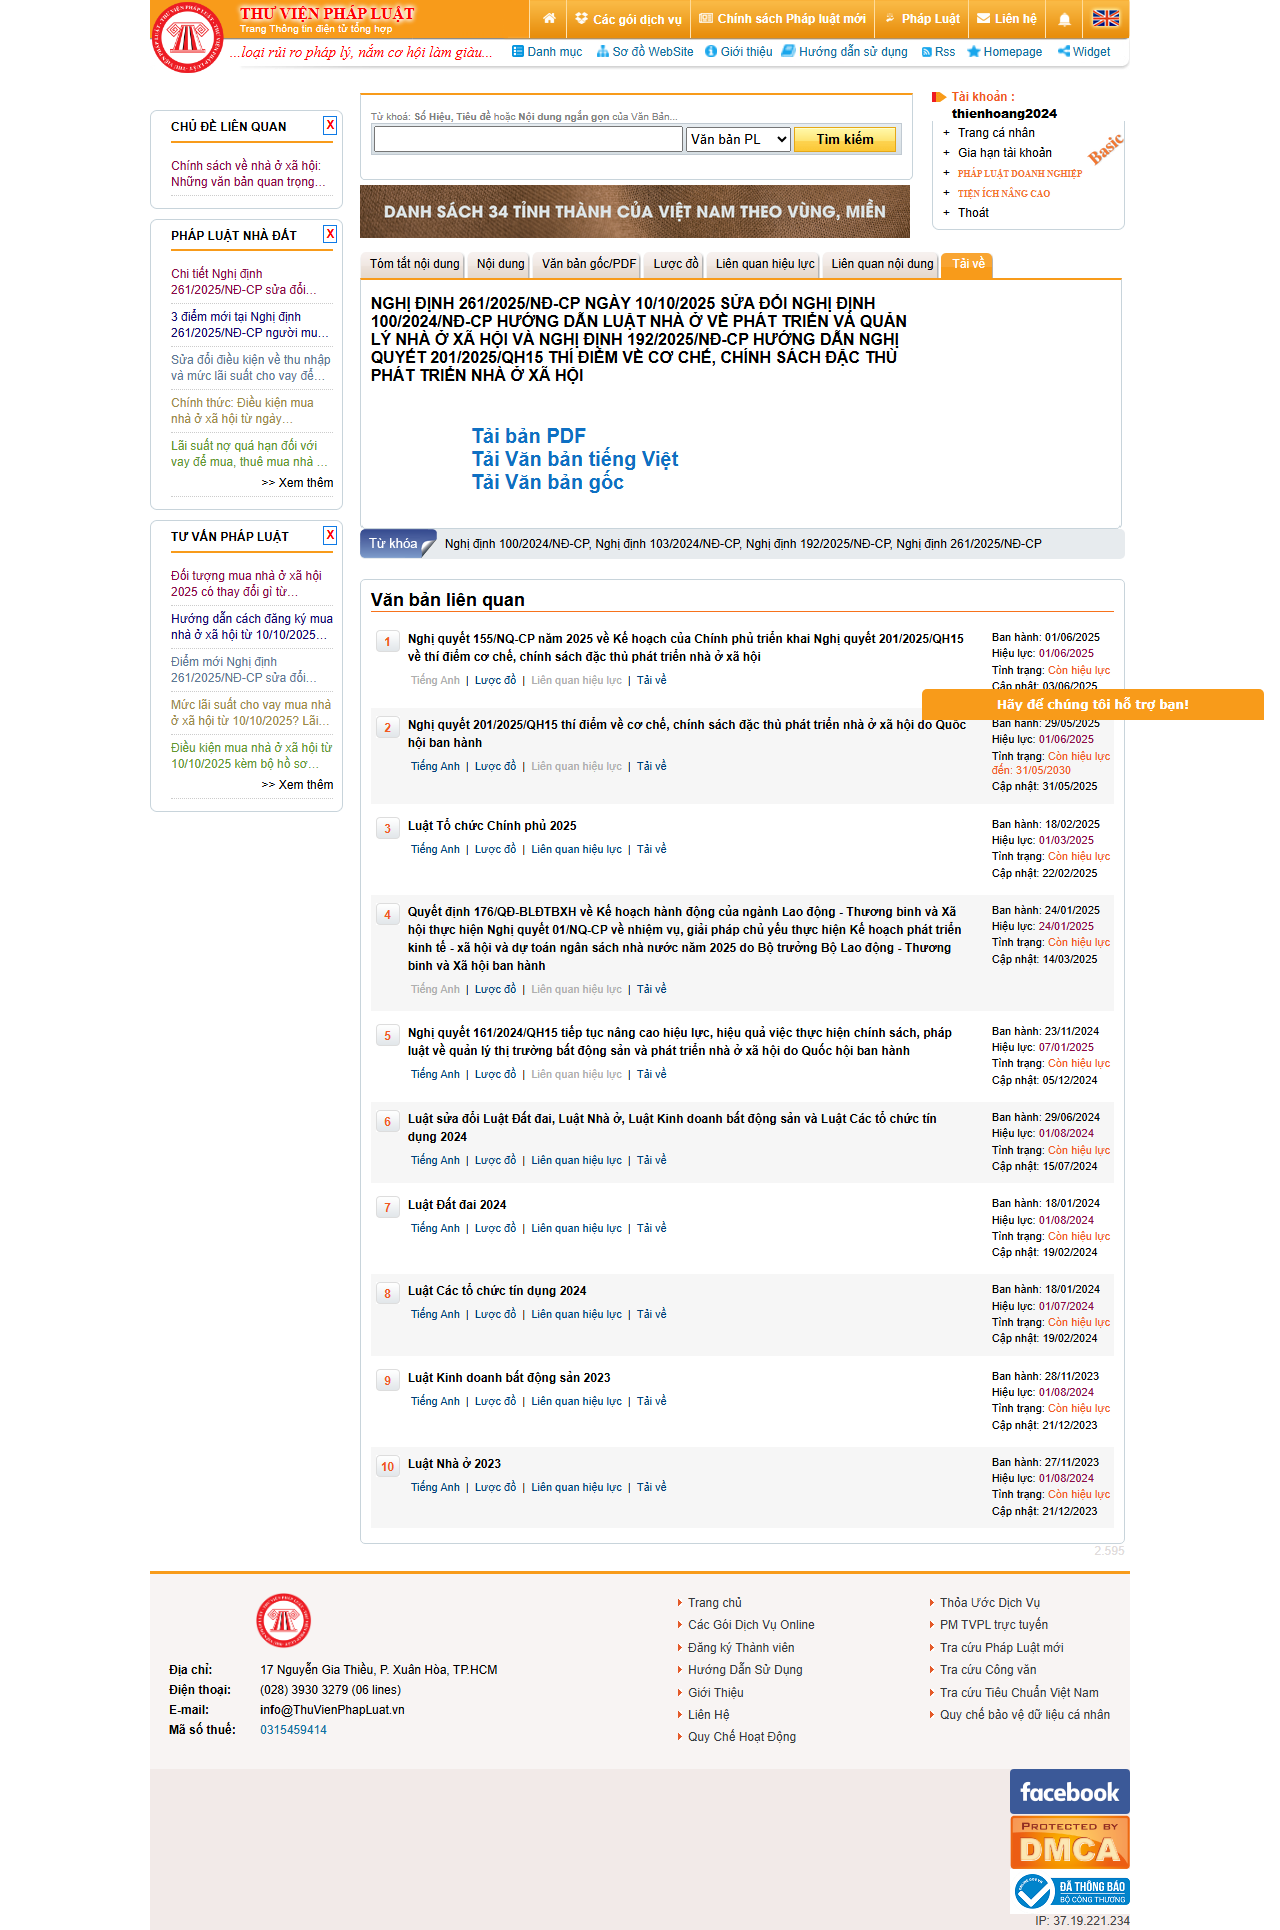 THƯ VIỆN PHÁP LUẬT
Trang Thông tin điện tử tổng hợp
Các gói dịch vụ
Chính sách Pháp luật mới
Pháp Luật
Liên hệ
...loại rủi ro pháp lý, nắm cơ hội làm giàu...
Danh mục
Sơ đồ WebSite
Giới thiệu
Hướng dẫn sử dụng
Rss
Homepage
Widget
CHỦ ĐỀ LIÊN QUAN
X
Chính sách về nhà ở xã hội:
Những văn bản quan trọng…
PHÁP LUẬT NHÀ ĐẤT
X
Chi tiết Nghị định
261/2025/NĐ-CP sửa đổi…
3 điểm mới tại Nghị định
261/2025/NĐ-CP người mu…
Sửa đổi điều kiện về thu nhập
và mức lãi suất cho vay để…
Chính thức: Điều kiện mua
nhà ở xã hội từ ngày…
Lãi suất nợ quá hạn đối với
vay để mua, thuê mua nhà …
>> Xem thêm
TƯ VẤN PHÁP LUẬT
X
Đối tượng mua nhà ở xã hội
2025 có thay đổi gì từ…
Hướng dẫn cách đăng ký mua
nhà ở xã hội từ 10/10/2025…
Điểm mới Nghị định
261/2025/NĐ-CP sửa đổi…
Mức lãi suất cho vay mua nhà
ở xã hội từ 10/10/2025? Lãi…
Điều kiện mua nhà ở xã hội từ
10/10/2025 kèm bộ hồ sơ…
>> Xem thêm
Từ khoá: Số Hiệu, Tiêu đề hoặc Nội dung ngắn gọn của Văn Bản...
Văn bản PL
Tìm kiếm
DANH SÁCH 34 TỈNH THÀNH CỦA VIỆT NAM THEO VÙNG, MIỀN
Tài khoản :
thienhoang2024
+ Trang cá nhân
+ Gia hạn tài khoản
+ PHÁP LUẬT DOANH NGHIỆP
+ TIỆN ÍCH NÂNG CAO
+ Thoát
Basic
Tóm tắt nội dung
Nội dung
Văn bản gốc/PDF
Lược đồ
Liên quan hiệu lực
Liên quan nội dung
Tải về
NGHỊ ĐỊNH 261/2025/NĐ-CP NGÀY 10/10/2025 SỬA ĐỔI NGHỊ ĐỊNH
100/2024/NĐ-CP HƯỚNG DẪN LUẬT NHÀ Ở VỀ PHÁT TRIỂN VÀ QUẢN
LÝ NHÀ Ở XÃ HỘI VÀ NGHỊ ĐỊNH 192/2025/NĐ-CP HƯỚNG DẪN NGHỊ
QUYẾT 201/2025/QH15 THÍ ĐIỂM VỀ CƠ CHẾ, CHÍNH SÁCH ĐẶC THÙ
PHÁT TRIỂN NHÀ Ở XÃ HỘI
Tải bản PDF
Tải Văn bản tiếng Việt
Tải Văn bản gốc
Từ khóa
Nghị định 100/2024/NĐ-CP, Nghị định 103/2024/NĐ-CP, Nghị định 192/2025/NĐ-CP, Nghị định 261/2025/NĐ-CP
Văn bản liên quan
1
Nghị quyết 155/NQ-CP năm 2025 về Kế hoạch của Chính phủ triển khai Nghị quyết 201/2025/QH15
về thí điểm cơ chế, chính sách đặc thù phát triển nhà ở xã hội
Tiếng Anh | Lược đồ | Liên quan hiệu lực | Tải về
Ban hành: 01/06/2025
Hiệu lực: 01/06/2025
Tình trạng: Còn hiệu lực
Cập nhật: 03/06/2025
Hãy để chúng tôi hỗ trợ bạn!
2
Nghị quyết 201/2025/QH15 thí điểm về cơ chế, chính sách đặc thù phát triển nhà ở xã hội do Quốc
hội ban hành
Tiếng Anh | Lược đồ | Liên quan hiệu lực | Tải về
Ban hành: 29/05/2025
Hiệu lực: 01/06/2025
Tình trạng: Còn hiệu lực
đến: 31/05/2030
Cập nhật: 31/05/2025
3
Luật Tổ chức Chính phủ 2025
Tiếng Anh | Lược đồ | Liên quan hiệu lực | Tải về
Ban hành: 18/02/2025
Hiệu lực: 01/03/2025
Tình trạng: Còn hiệu lực
Cập nhật: 22/02/2025
4
Quyết định 176/QĐ-BLĐTBXH về Kế hoạch hành động của ngành Lao động - Thương binh và Xã
hội thực hiện Nghị quyết 01/NQ-CP về nhiệm vụ, giải pháp chủ yếu thực hiện Kế hoạch phát triển
kinh tế - xã hội và dự toán ngân sách nhà nước năm 2025 do Bộ trưởng Bộ Lao động - Thương
binh và Xã hội ban hành
Tiếng Anh | Lược đồ | Liên quan hiệu lực | Tải về
Ban hành: 24/01/2025
Hiệu lực: 24/01/2025
Tình trạng: Còn hiệu lực
Cập nhật: 14/03/2025
5
Nghị quyết 161/2024/QH15 tiếp tục nâng cao hiệu lực, hiệu quả việc thực hiện chính sách, pháp
luật về quản lý thị trường bất động sản và phát triển nhà ở xã hội do Quốc hội ban hành
Tiếng Anh | Lược đồ | Liên quan hiệu lực | Tải về
Ban hành: 23/11/2024
Hiệu lực: 07/01/2025
Tình trạng: Còn hiệu lực
Cập nhật: 05/12/2024
6
Luật sửa đổi Luật Đất đai, Luật Nhà ở, Luật Kinh doanh bất động sản và Luật Các tổ chức tín
dụng 2024
Tiếng Anh | Lược đồ | Liên quan hiệu lực | Tải về
Ban hành: 29/06/2024
Hiệu lực: 01/08/2024
Tình trạng: Còn hiệu lực
Cập nhật: 15/07/2024
7
Luật Đất đai 2024
Tiếng Anh | Lược đồ | Liên quan hiệu lực | Tải về
Ban hành: 18/01/2024
Hiệu lực: 01/08/2024
Tình trạng: Còn hiệu lực
Cập nhật: 19/02/2024
8
Luật Các tổ chức tín dụng 2024
Tiếng Anh | Lược đồ | Liên quan hiệu lực | Tải về
Ban hành: 18/01/2024
Hiệu lực: 01/07/2024
Tình trạng: Còn hiệu lực
Cập nhật: 19/02/2024
9
Luật Kinh doanh bất động sản 2023
Tiếng Anh | Lược đồ | Liên quan hiệu lực | Tải về
Ban hành: 28/11/2023
Hiệu lực: 01/08/2024
Tình trạng: Còn hiệu lực
Cập nhật: 21/12/2023
10
Luật Nhà ở 2023
Tiếng Anh | Lược đồ | Liên quan hiệu lực | Tải về
Ban hành: 27/11/2023
Hiệu lực: 01/08/2024
Tình trạng: Còn hiệu lực
Cập nhật: 21/12/2023
2.595
Địa chỉ: 17 Nguyễn Gia Thiều, P. Xuân Hòa, TP.HCM
Điện thoại: (028) 3930 3279 (06 lines)
E-mail: info@ThuVienPhapLuat.vn
Mã số thuế: 0315459414
Trang chủ
Các Gói Dịch Vụ Online
Đăng ký Thành viên
Hướng Dẫn Sử Dụng
Giới Thiệu
Liên Hệ
Quy Chế Hoạt Động
Thỏa Ước Dịch Vụ
PM TVPL trực tuyến
Tra cứu Pháp Luật mới
Tra cứu Công văn
Tra cứu Tiêu Chuẩn Việt Nam
Quy chế bảo vệ dữ liệu cá nhân
facebook
PROTECTED BY
DMCA
ĐÃ THÔNG BÁO
BỘ CÔNG THƯƠNG
IP: 37.19.221.234